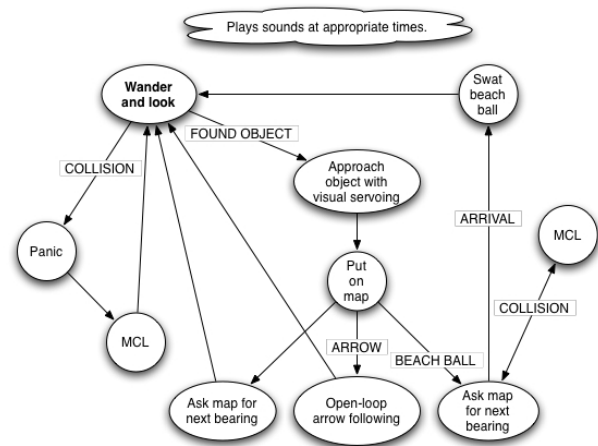 Plays sounds at appropriate times.
Wander
and look
Swat
beach
ball
FOUND OBJECT
COLLISION
Approach
object with
visual servoing
ARRIVAL
MCL
Panic
Put
on
map
COLLISION
MCL
ARROW
BEACH BALL
Ask map for
next bearing
Open-loop
arrow following
Ask map
for next
bearing